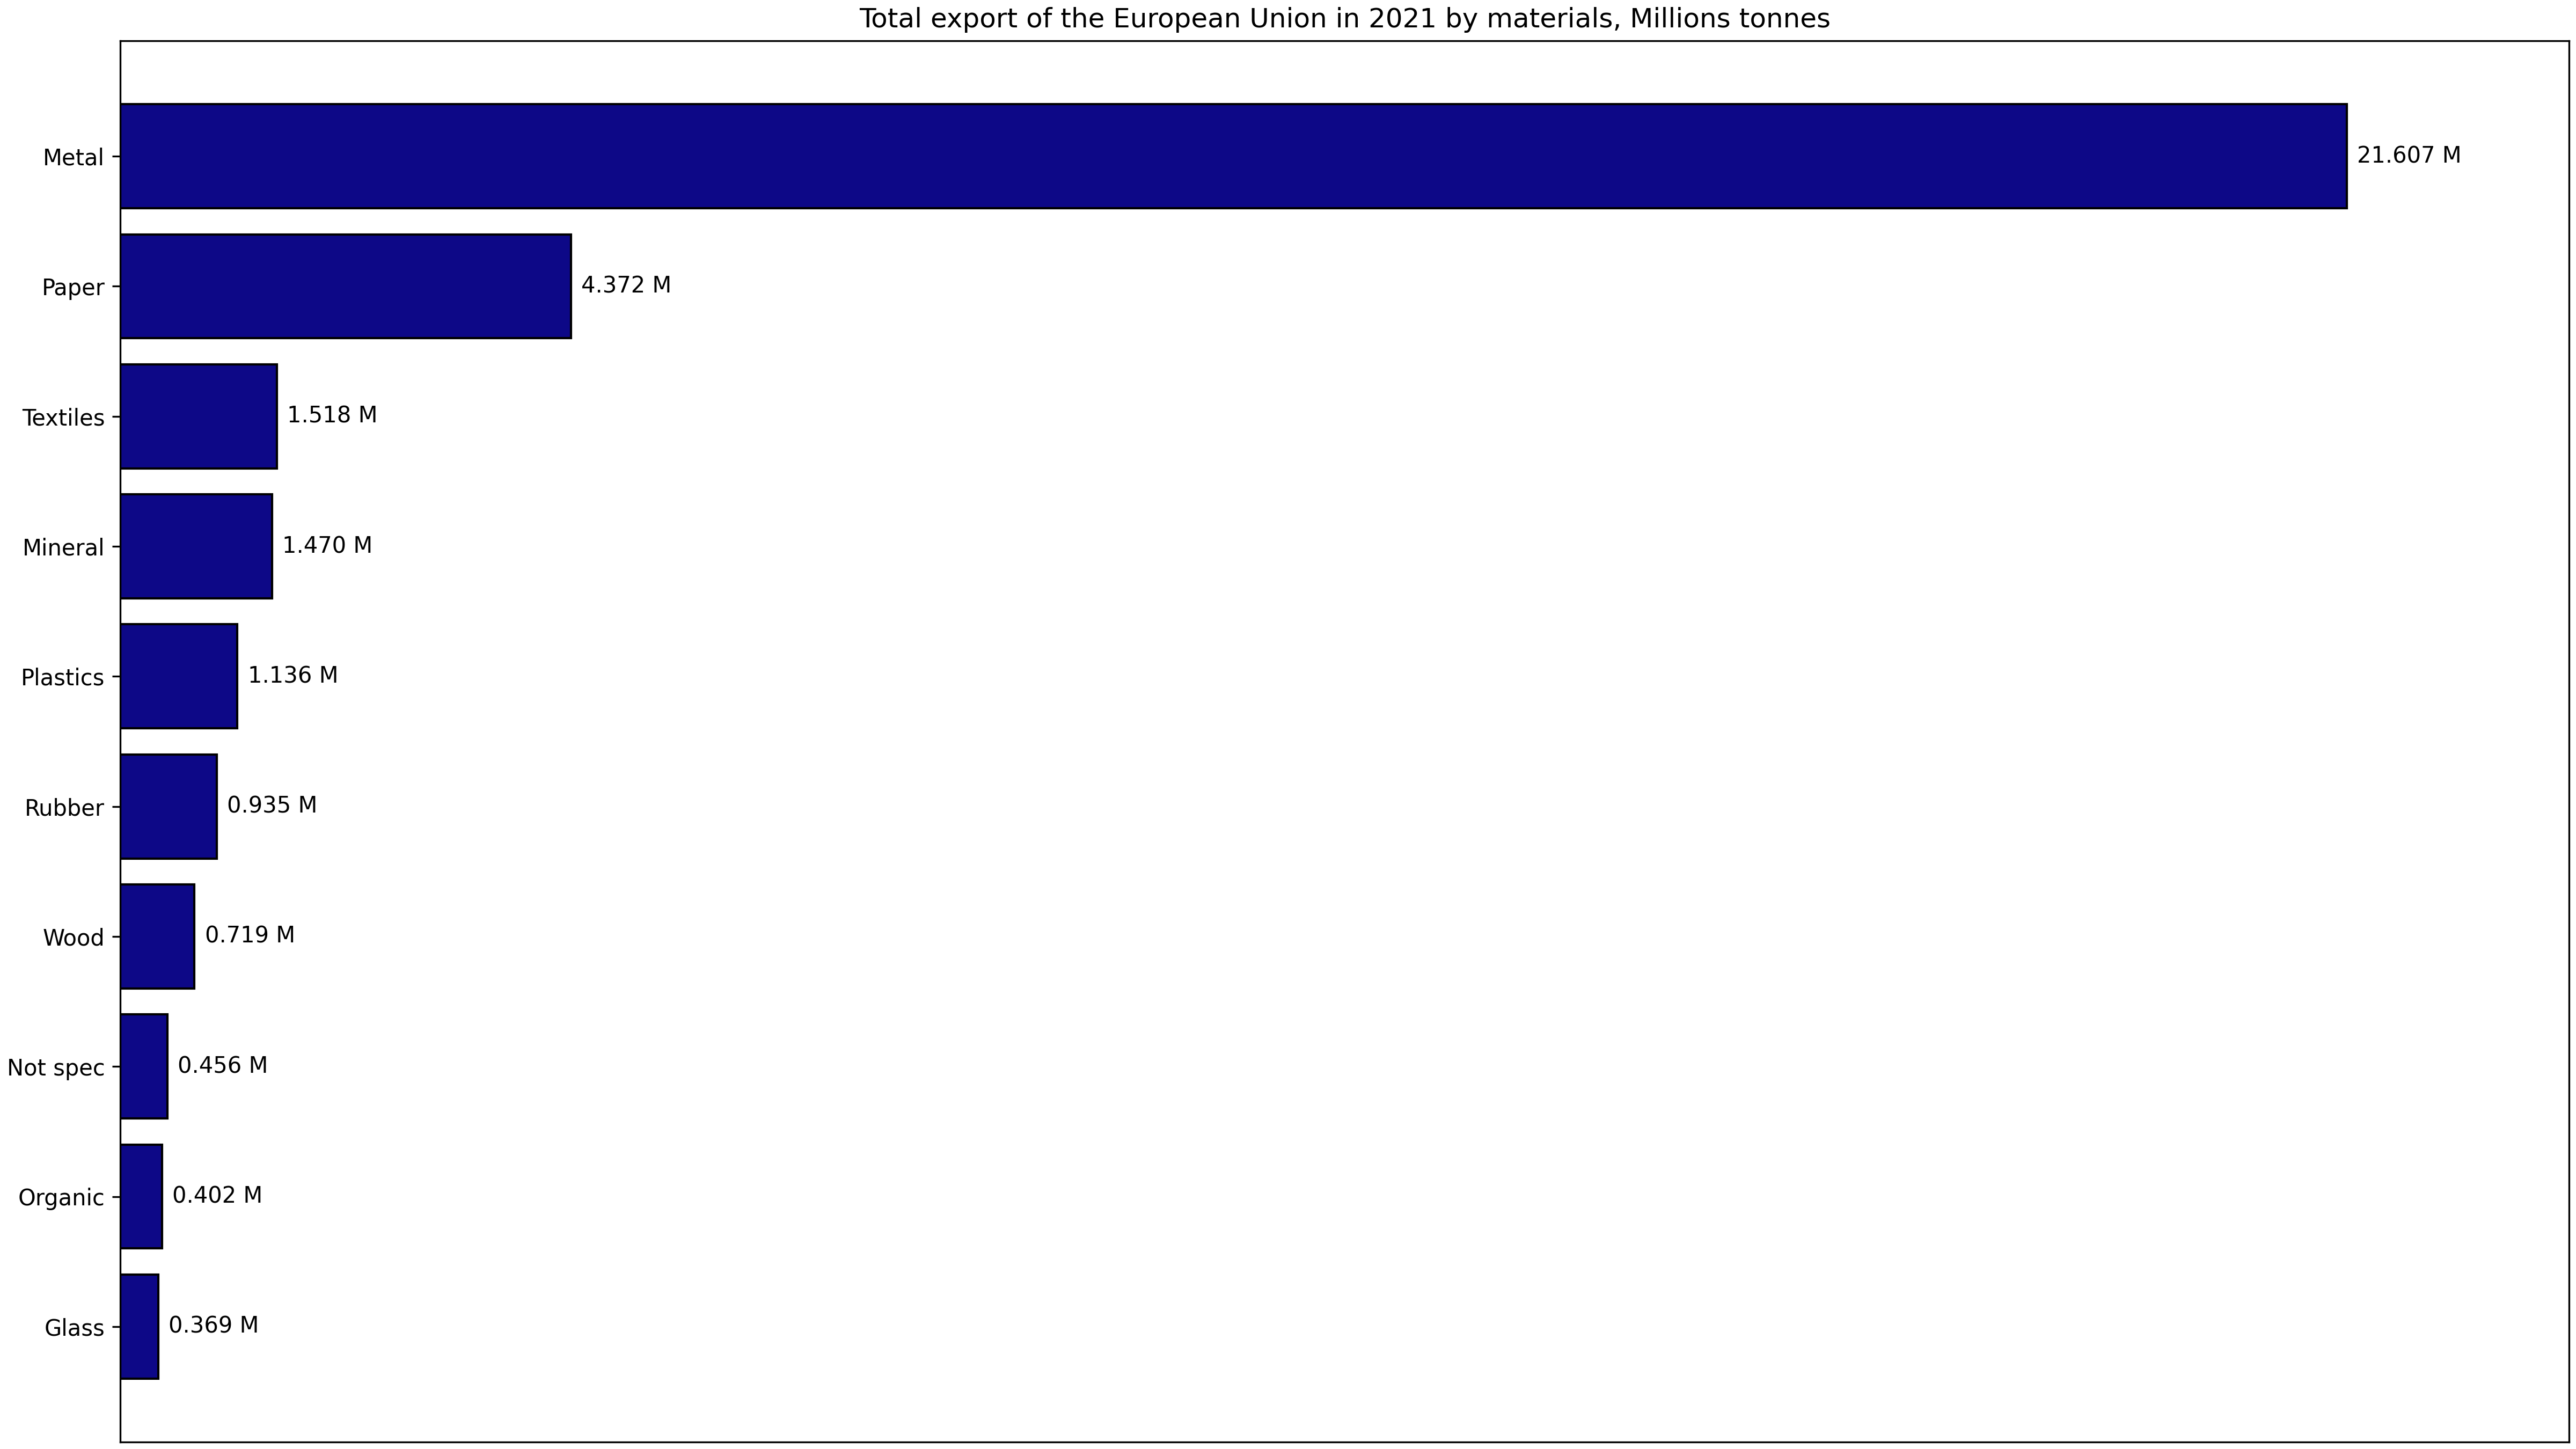 Total export of the European Union in 2021 by materials, Millions tonnes
Metal 21.607 M
Paper 4.372 M
Textiles 1.518 M
Mineral 1.470 M
Plastics 1.136 M
Rubber 0.935 M
Wood 0.719 M
Not spec 0.456 M
Organic 0.402 M
Glass 0.369 M